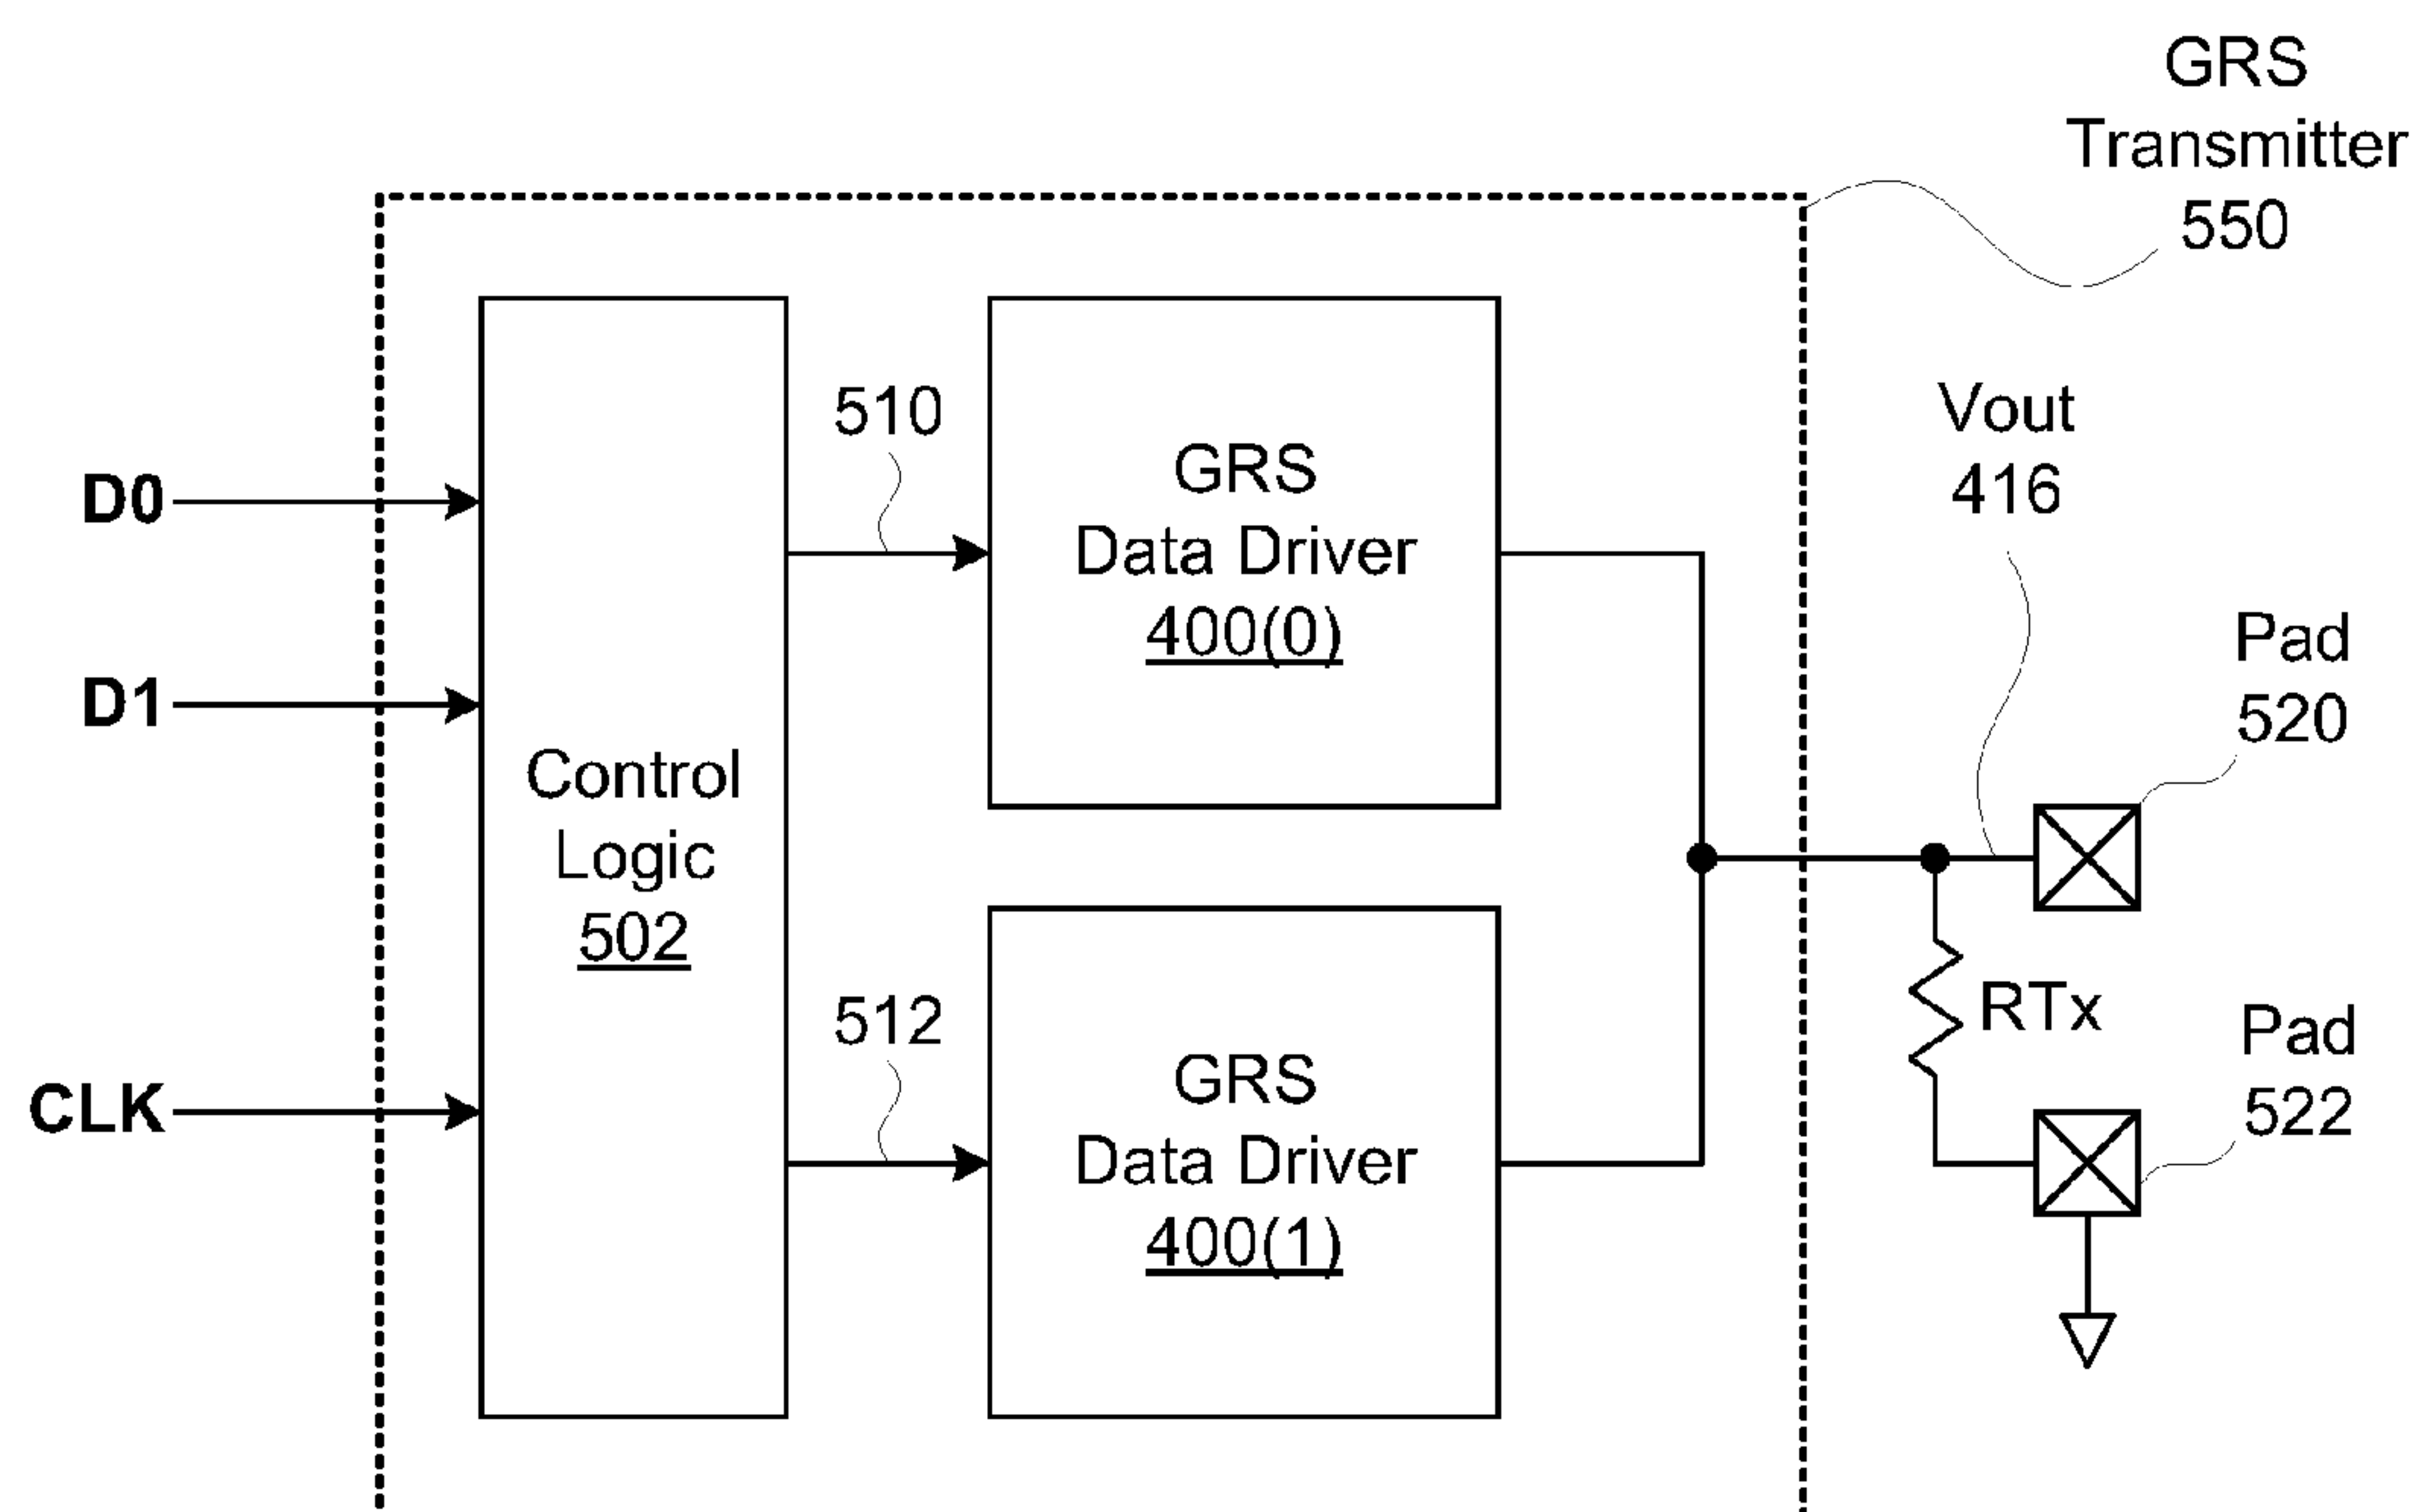 GRS
Transmitter
550
510
GRS
Data Driver
400(0)
Vout
416
D0
D1
Pad
520
Control
Logic
502
CLK
512
GRS
Data Driver
400(1)
RTx
Pad
522